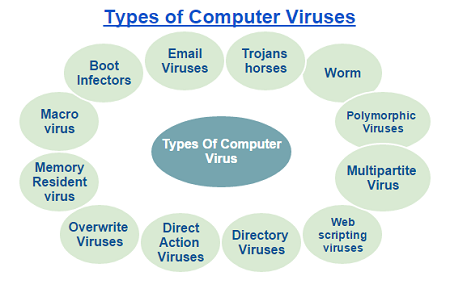 Types of Computer Viruses
Email
Viruses
Trojans
horses
Boot
Infectors
Worm
Macro
virus
Polymorphic
Viruses
Types Of Computer
Virus
Memory
Resident
virus
Multipartite
Virus
Overwrite
Viruses
Direct
Action
Viruses
Directory
Viruses
Web
scripting
viruses